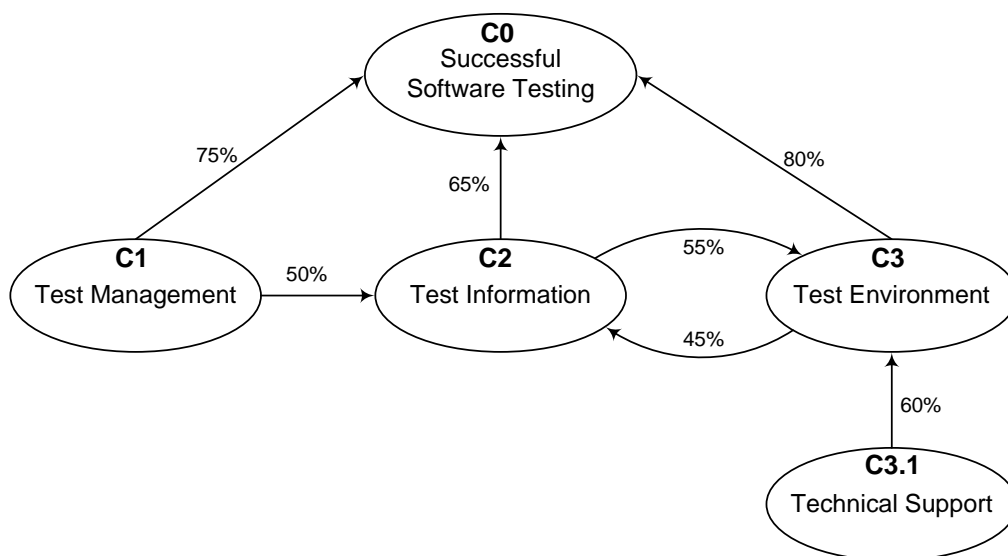 C0
Successful
Software Testing
75%
65%
80%
C1
Test Management
50%
C2
Test Information
55%
45%
C3
Test Environment
60%
C3.1
Technical Support